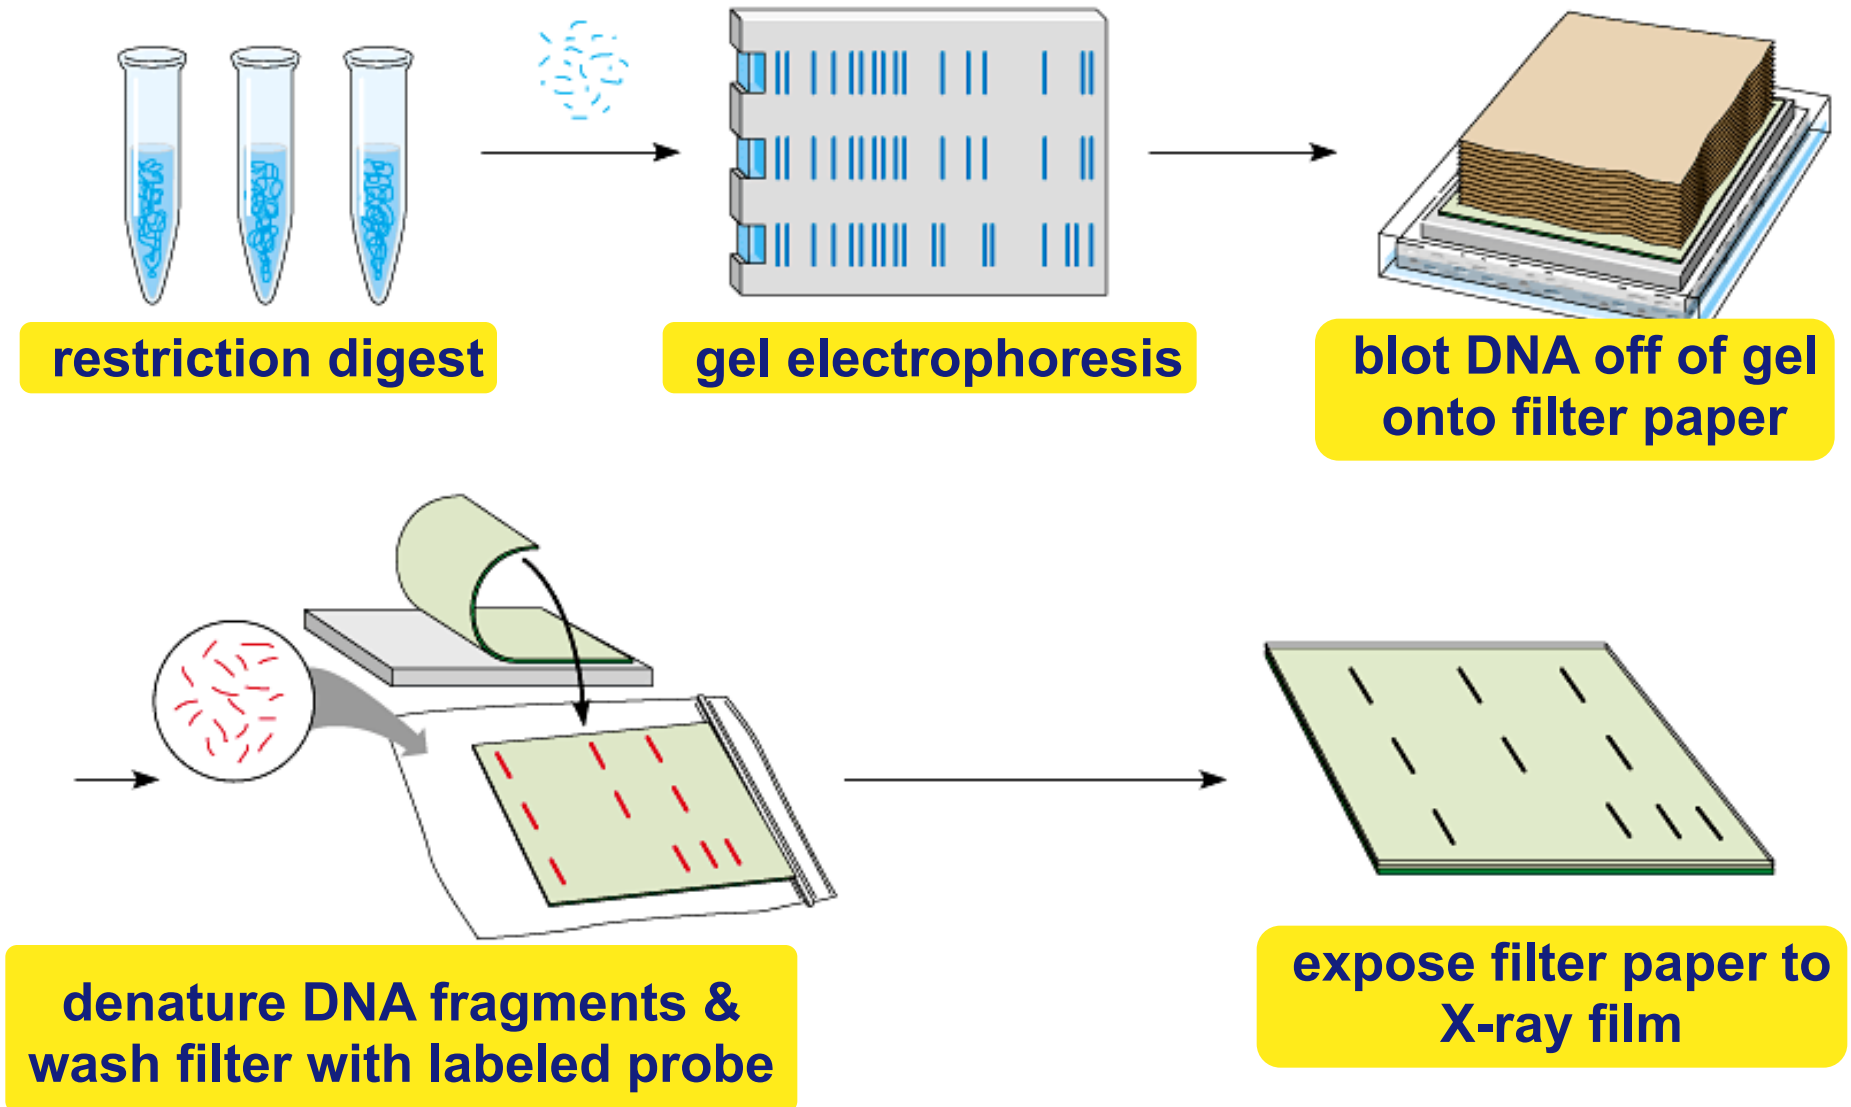 restriction digest
gel electrophoresis
blot DNA off of gel
onto filter paper
denature DNA fragments &
wash filter with labeled probe
expose filter paper to
X-ray film